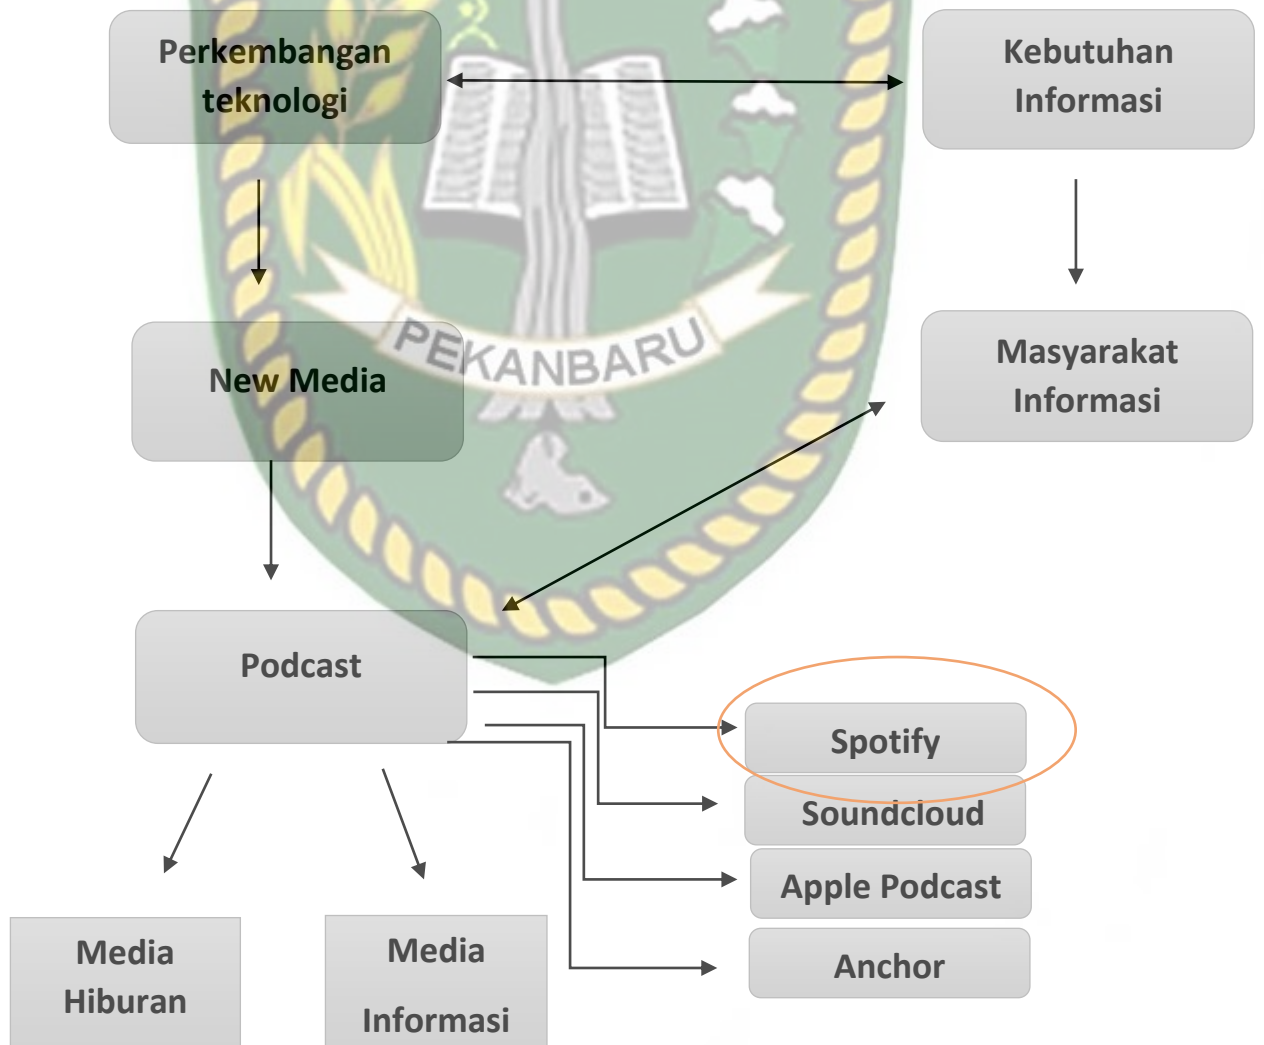 Perkembangan
teknologi
Kebutuhan
Informasi
PEKANBARU
New Media
Masyarakat
Informasi
Podcast
Spotify
Soundcloud
Apple Podcast
Anchor
Media
Hiburan
Media
Informasi